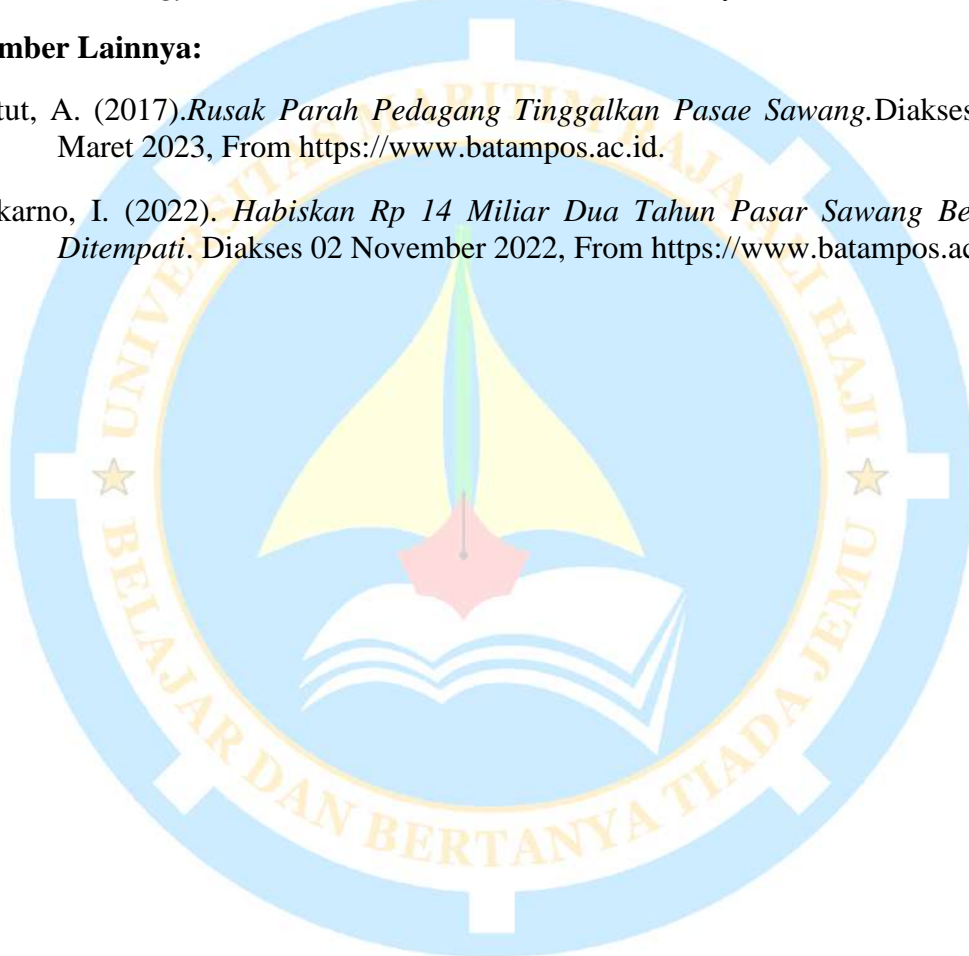 mber Lainnya:
tut, A. (2017).Rusak Parah Pedagang Tinggalkan Pasae Sawang.Diakses
Maret 2023, From https://www.batampos.ac.id.
karno, I. (2022). Habiskan Rp 14 Miliar Dua Tahun Pasar Sawang Be
Ditempati. Diakses 02 November 2022, From https://www.batampos.ac
UNIVERSITAS MARITIM RAJA ALI HAJI
BELAJAR DAN BERTANYA TIADA JEMU